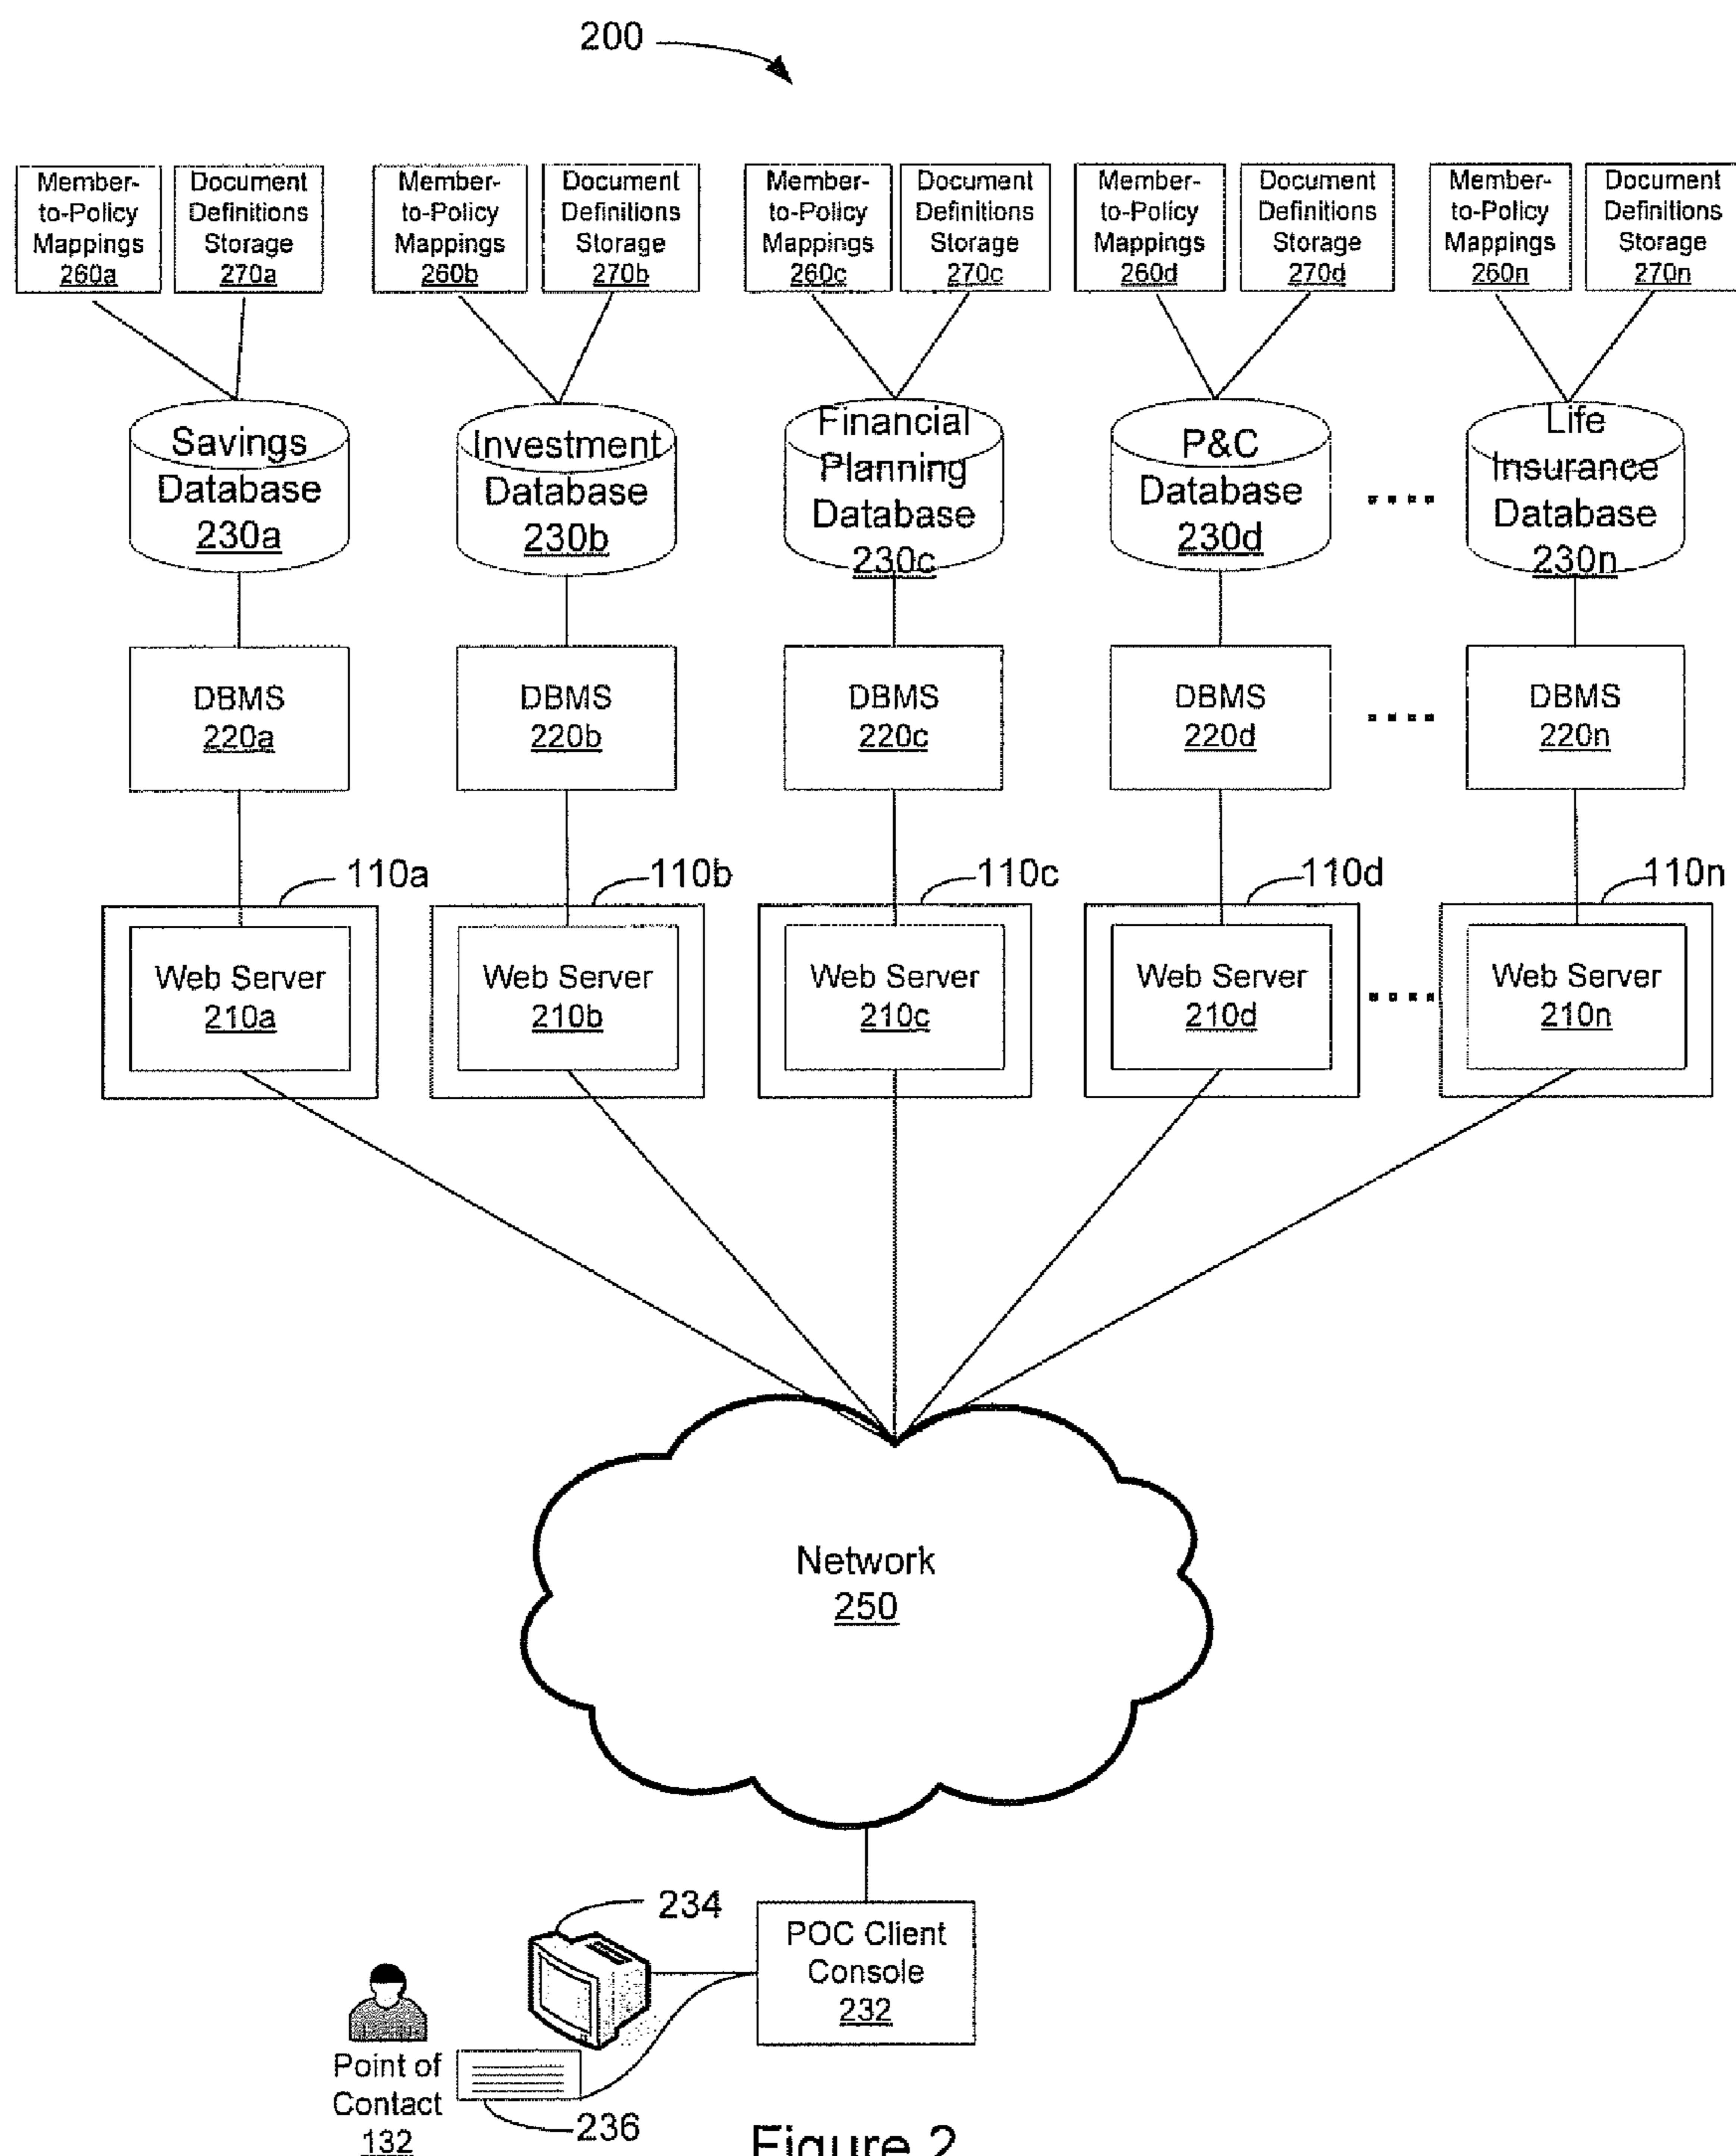 200
Member-
to-Policy
Mappings
260a
Document
Definitions
Storage
270a
Member-
to-Policy
Mappings
260b
Document
Definitions
Storage
270b
Member-
to-Policy
Mappings
260c
Document
Definitions
Storage
270c
Member-
to-Policy
Mappings
260d
Document
Definitions
Storage
270d
Member-
to-Policy
Mappings
260n
Document
Definitions
Storage
270n
Savings
Database
230a
Investment
Database
230b
Financial
Planning
Database
230c
P&C
Database
230d
Life
Insurance
Database
230n
DBMS
220a
DBMS
220b
DBMS
220c
DBMS
220d
DBMS
220n
110a
110b
110c
110d
110n
Web Server
210a
Web Server
210b
Web Server
210c
Web Server
210d
Web Server
210n
Network
250
234
POC Client
Console
232
Point of
Contact
132
236
Figure 2